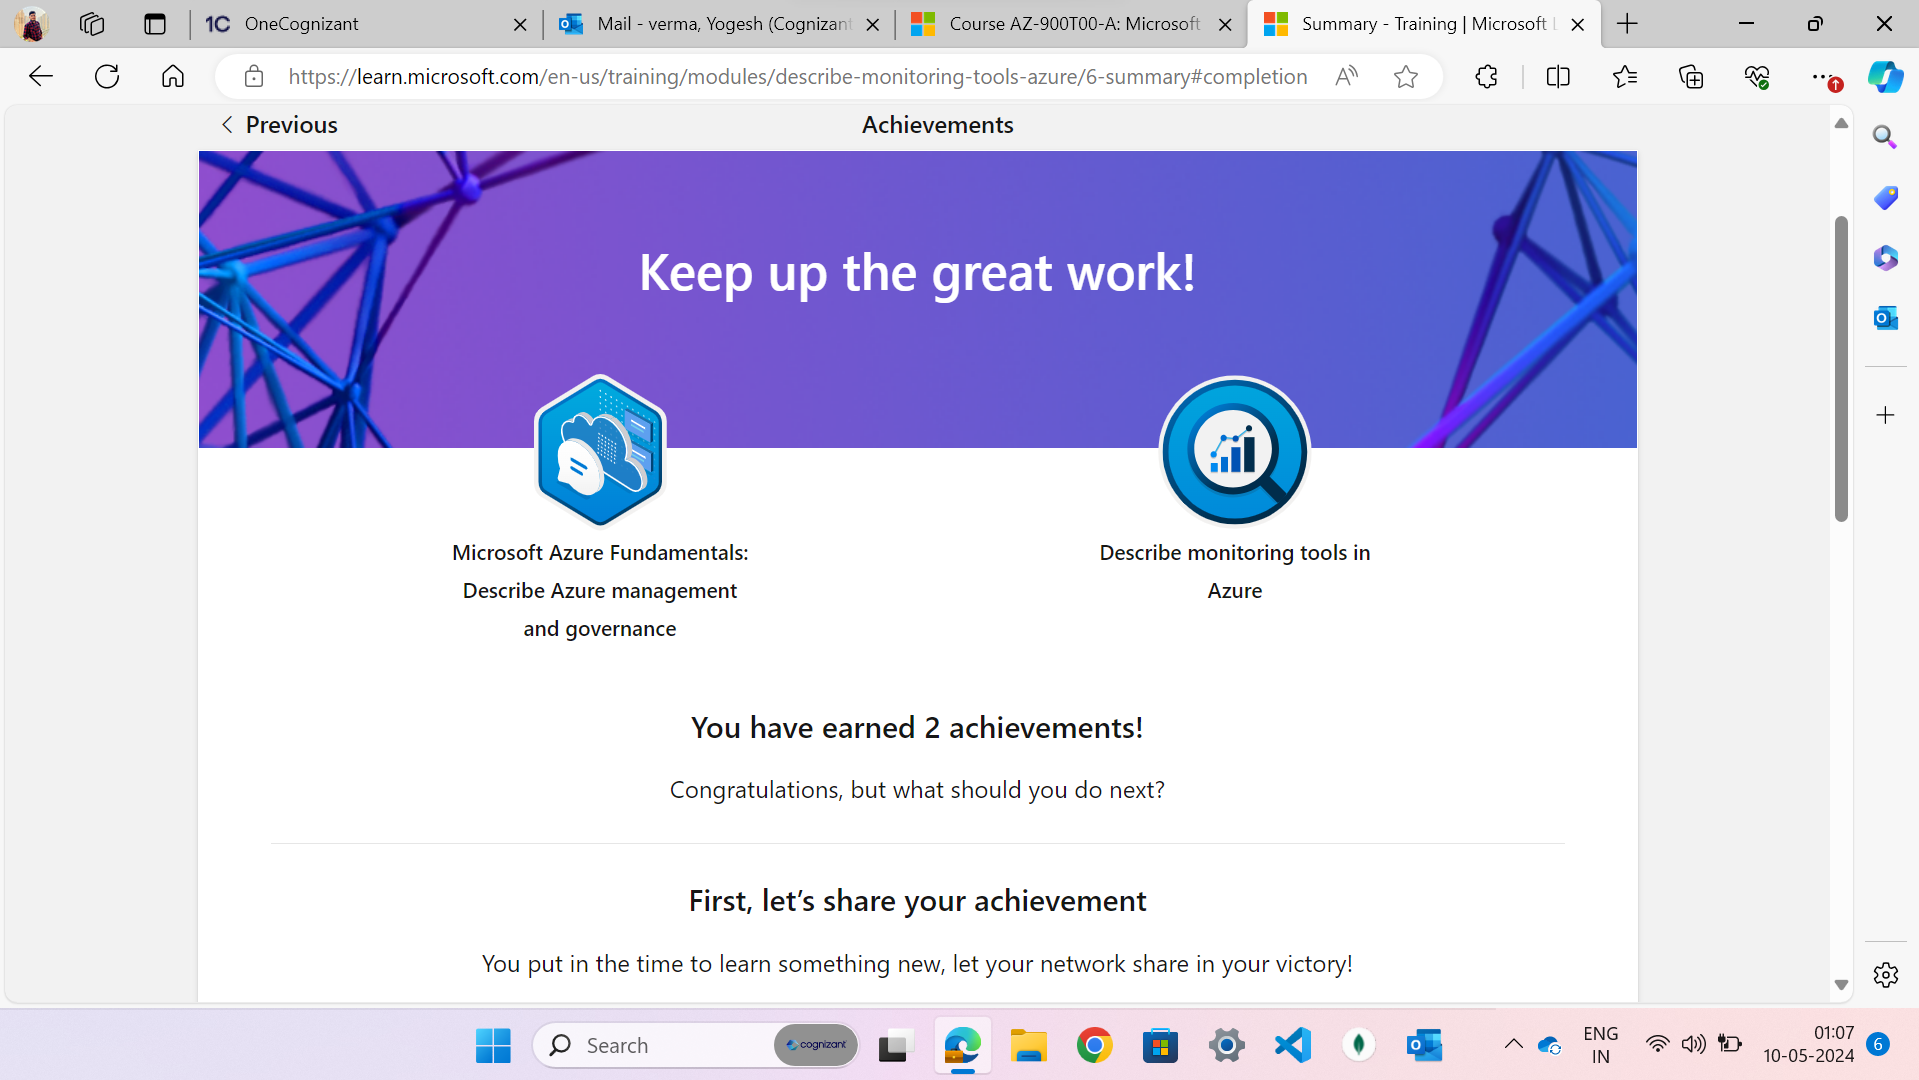 1C OneCognizant
Mail - verma, Yogesh (Cognizant
Course AZ-900T00-A: Microsoft
Summary - Training | Microsoft L
https://learn.microsoft.com/en-us/training/modules/describe-monitoring-tools-azure/6-summary#completion
Previous
Achievements
Keep up the great work!
Microsoft Azure Fundamentals:
Describe Azure management
and governance
Describe monitoring tools in
Azure
You have earned 2 achievements!
Congratulations, but what should you do next?
First, let’s share your achievement
You put in the time to learn something new, let your network share in your victory!
Search
cognizant
ENG
IN
01:07
10-05-2024
6